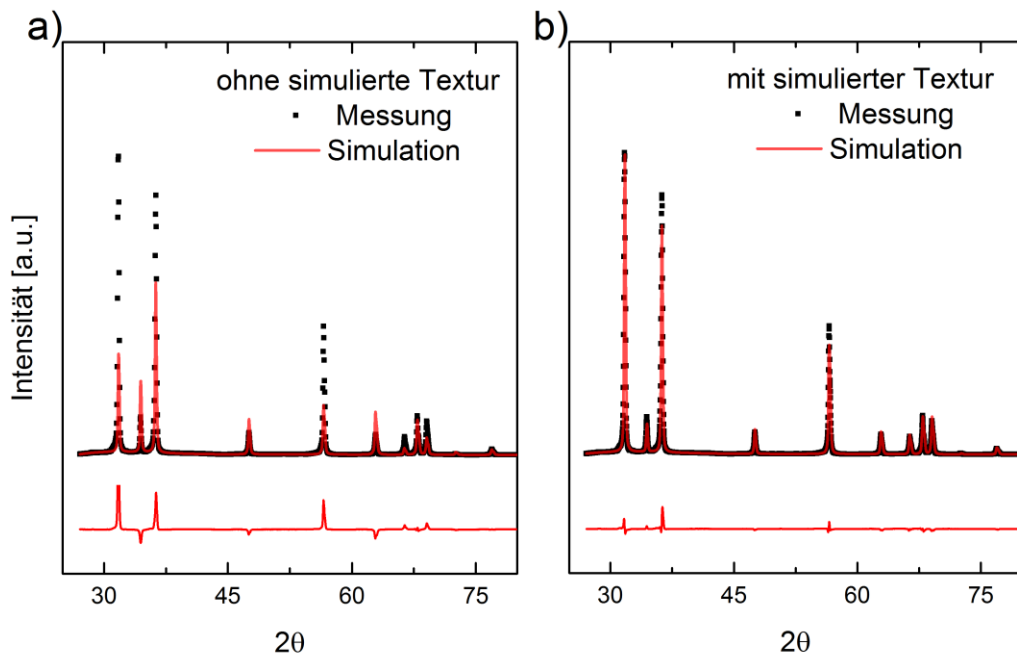 a)
ohne simulierte Textur
Messung
Simulation
Intensität [a.u.]
30 45 60 75
2θ
b)
mit simulierter Textur
Messung
Simulation
30 45 60 75
2θ